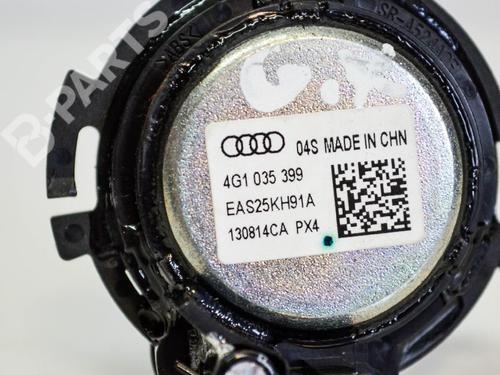 B-PARTS
04S MADE IN CHN
4G1 035 399
EAS25KH91A
130814CA PX4